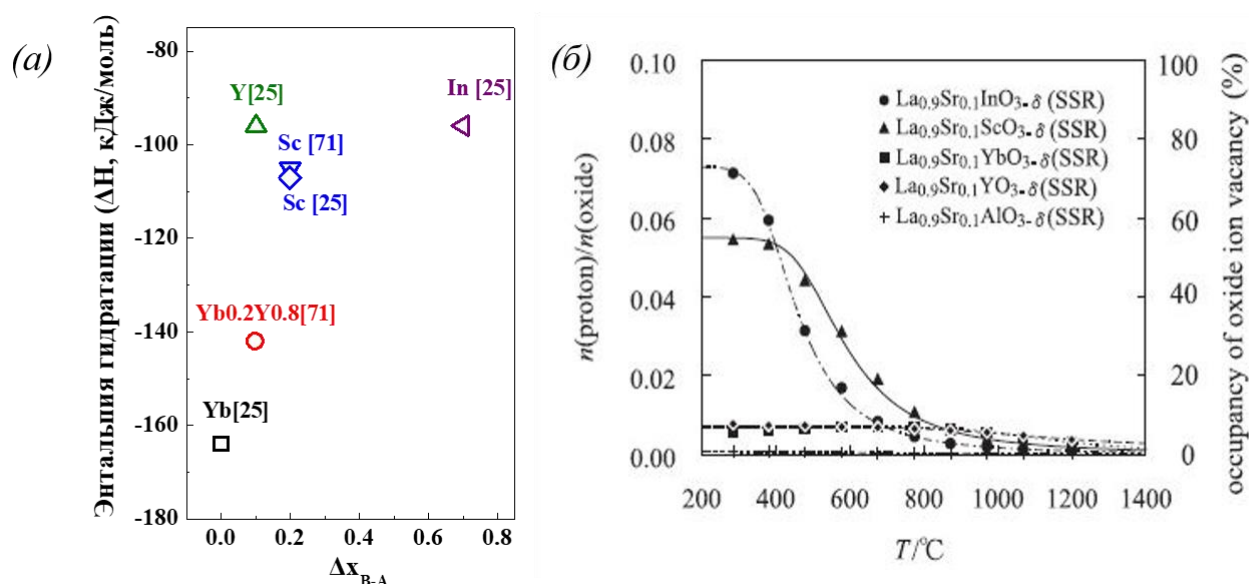 (а)
Энтальпия гидратации (ΔH, кДж/моль)
-80
-100
-120
-140
-160
-180
Y[25]
In [25]
Sc [71]
Sc [25]
Yb0.2Y0.8[71]
Yb[25]
0.0 0.2 0.4 0.6 0.8
Δx_B-A
(б)
n(proton)/n(oxide)
0.10
0.08
0.06
0.04
0.02
0.00
La0.9Sr0.1InO3-δ (SSR)
La0.9Sr0.1ScO3-δ (SSR)
La0.9Sr0.1YbO3-δ(SSR)
La0.9Sr0.1YO3-δ (SSR)
La0.9Sr0.1AlO3-δ(SSR)
100
80
60
40
20
0
occupancy of oxide ion vacancy (%)
200 400 600 800 1000 1200 1400
T/°C